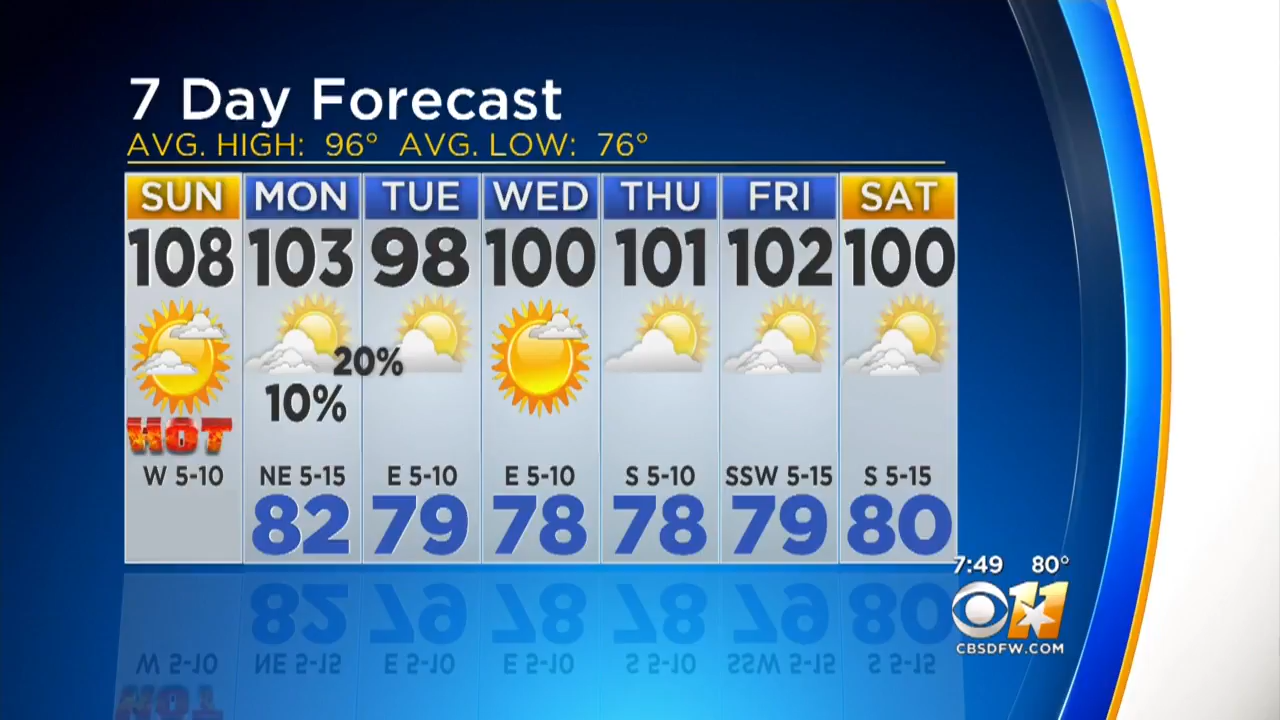 7 Day Forecast
AVG. HIGH: 96° AVG. LOW: 76°
SUN MON TUE WED THU FRI SAT
108 103 98 100 101 102 100
20%
10%
HOT
W 5-10 NE 5-15 E 5-10 E 5-10 S 5-10 SSW 5-15 S 5-15
82 79 78 78 79 80
7:49 80°
11
CBSDFW.COM